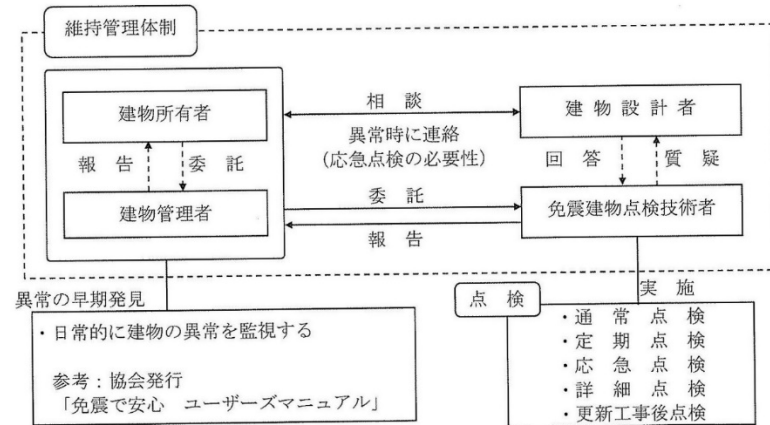 維持管理体制
建物所有者
報告 委託
建物管理者
相談
異常時に連絡
(応急点検の必要性)
委託
報告
建物設計者
回答 質疑
免震建物点検技術者
異常の早期発見
・日常的に建物の異常を監視する
参考：協会発行
「免震で安心 ユーザーズマニュアル」
点検
実施
・通常点検
・定期点検
・応急点検
・詳細点検
・更新工事後点検